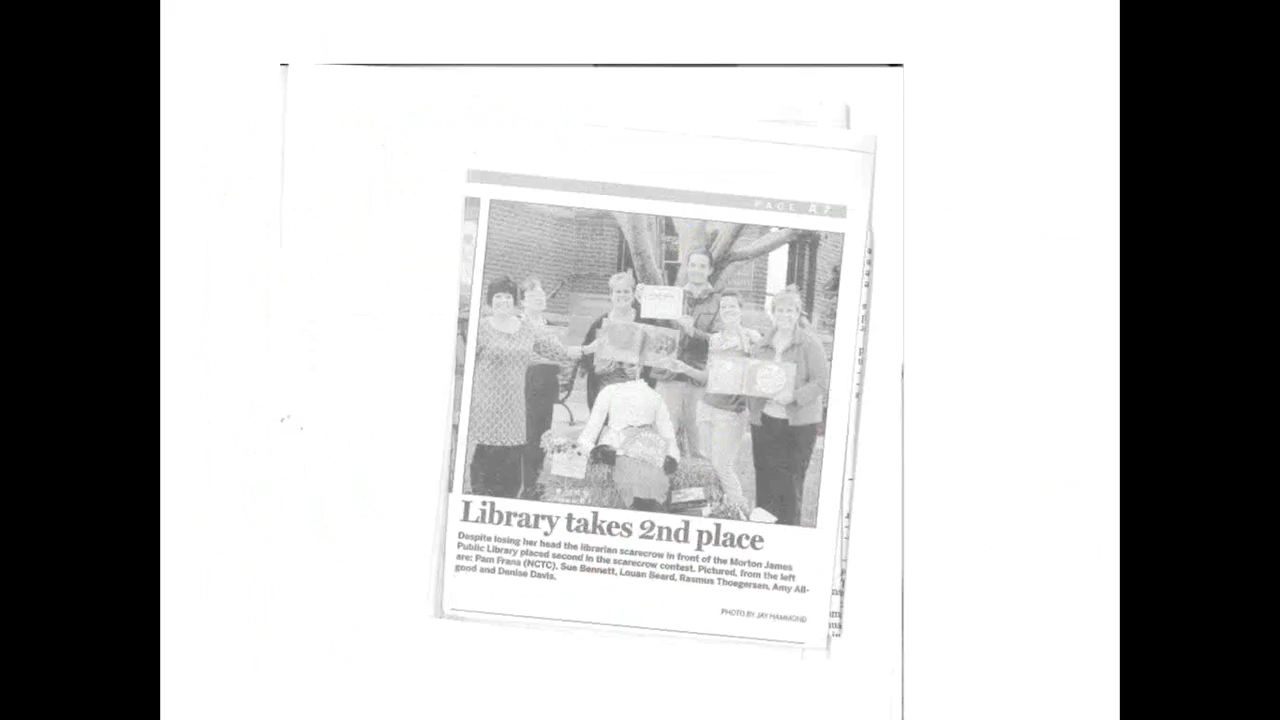 PAGE A7
Library takes 2nd place
Despite losing her head the librarian scarecrow in front of the Morton James
Public Library placed second in the scarecrow contest. Pictured, from the left
are: Pam Frana (NCTC), Sue Bennett, Louan Beard, Rasmus Thoegersen, Amy All-
good and Denise Davis.
PHOTO BY JAY HAMMOND